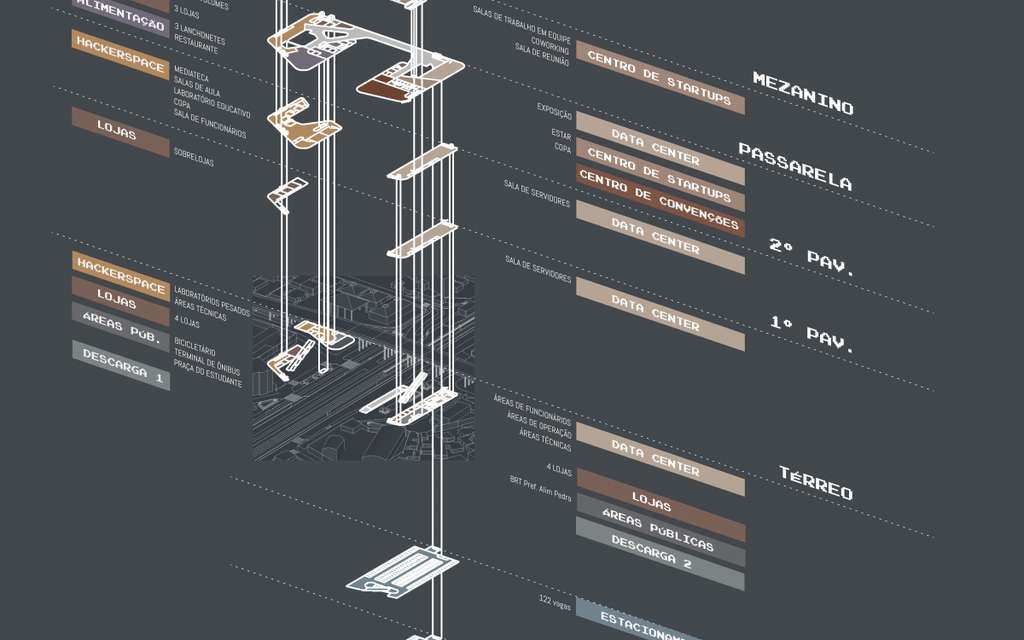 ALIMENTAÇÃO
3 LOJAS
3 LANCHONETES
RESTAURANTE
HACKERSPACE
MEDIATECA
SALAS DE AULA
LABORATÓRIO EDUCATIVO
COPA
SALA DE FUNCIONÁRIOS
LOJAS
SOBRELOJAS
HACKERSPACE
LABORATÓRIOS PESADOS
ÁREAS TÉCNICAS
LOJAS
4 LOJAS
ÁREAS PÚB.
BICICLETÁRIO
TERMINAL DE ÔNIBUS
PRAÇA DO ESTUDANTE
DESCARGA 1
SALAS DE TRABALHO EM EQUIPE
COWORKING
SALA DE REUNIÃO
CENTRO DE STARTUPS
MEZANINO
EXPOSIÇÃO
DATA CENTER
PASSARELA
ESTAR
COPA
CENTRO DE STARTUPS
CENTRO DE CONVENÇÕES
SALA DE SERVIDORES
DATA CENTER
2º PAV.
SALA DE SERVIDORES
DATA CENTER
1º PAV.
ÁREAS DE FUNCIONÁRIOS
ÁREAS DE OPERAÇÃO
ÁREAS TÉCNICAS
DATA CENTER
TÉRREO
4 LOJAS
LOJAS
BRT Pref. Alim Pedro
ÁREAS PÚBLICAS
DESCARGA 2
122 vagas
ESTACIONAM